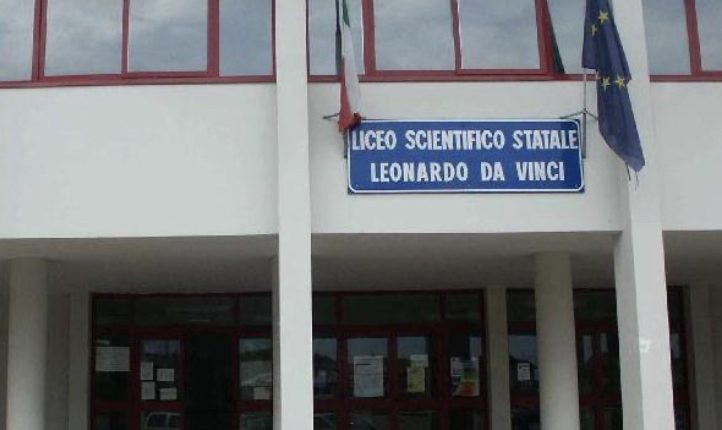 LICEO SCIENTIFICO STATALE
LEONARDO DA VINCI